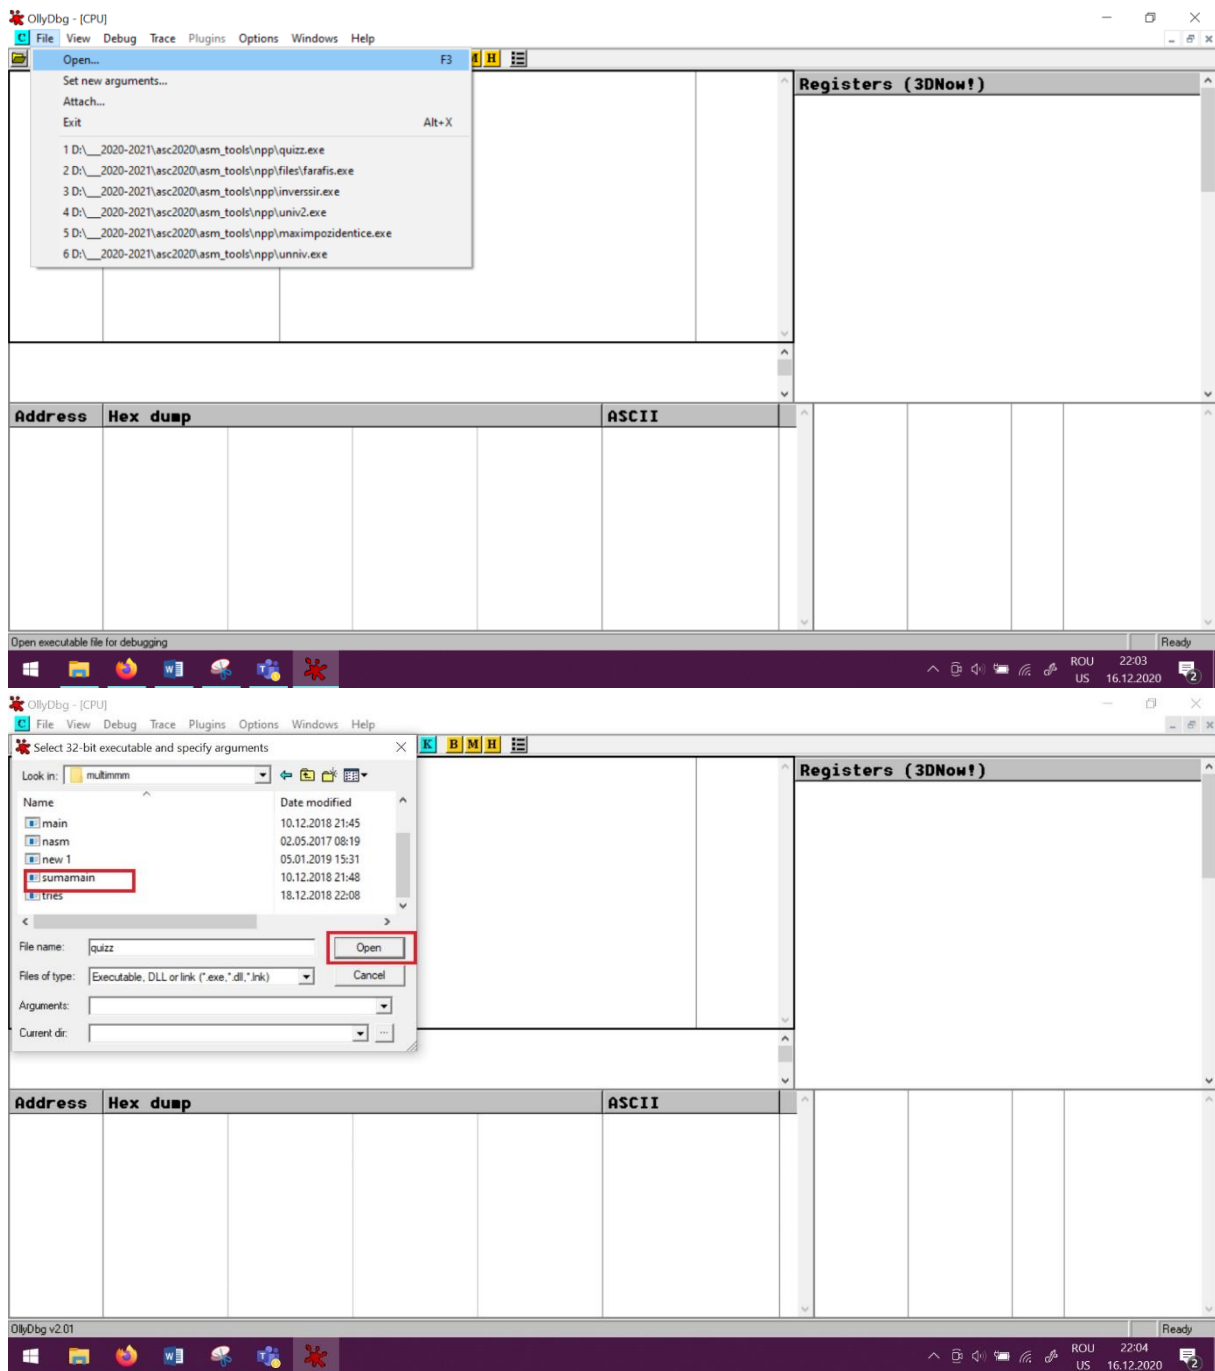 OllyDbg - [CPU]
C File View Debug Trace Plugins Options Windows Help
Open... F3
M H
Set new arguments...
Attach...
Exit Alt+X
1 D:\__2020-2021\asc2020\asm_tools\npp\quizz.exe
2 D:\__2020-2021\asc2020\asm_tools\npp\files\farafis.exe
3 D:\__2020-2021\asc2020\asm_tools\npp\inverssir.exe
4 D:\__2020-2021\asc2020\asm_tools\npp\univ2.exe
5 D:\__2020-2021\asc2020\asm_tools\npp\maximpozidentice.exe
6 D:\__2020-2021\asc2020\asm_tools\npp\unniv.exe
Registers (3DNow!)
Address Hex dump ASCII
Open executable file for debugging Ready
ROU 22:03
US 16.12.2020 2
OllyDbg - [CPU]
C File View Debug Trace Plugins Options Windows Help
Select 32-bit executable and specify arguments
K B M H
Look in: multimmm
Registers (3DNow!)
Name Date modified
main 10.12.2018 21:45
nasm 02.05.2017 08:19
new 1 05.01.2019 15:31
sumamain 10.12.2018 21:48
tries 18.12.2018 22:08
File name: quizz Open
Files of type: Executable, DLL or link (*.exe,*.dll,*.lnk) Cancel
Arguments:
Current dir: ...
Address Hex dump ASCII
OllyDbg v2.01 Ready
ROU 22:04
US 16.12.2020 2